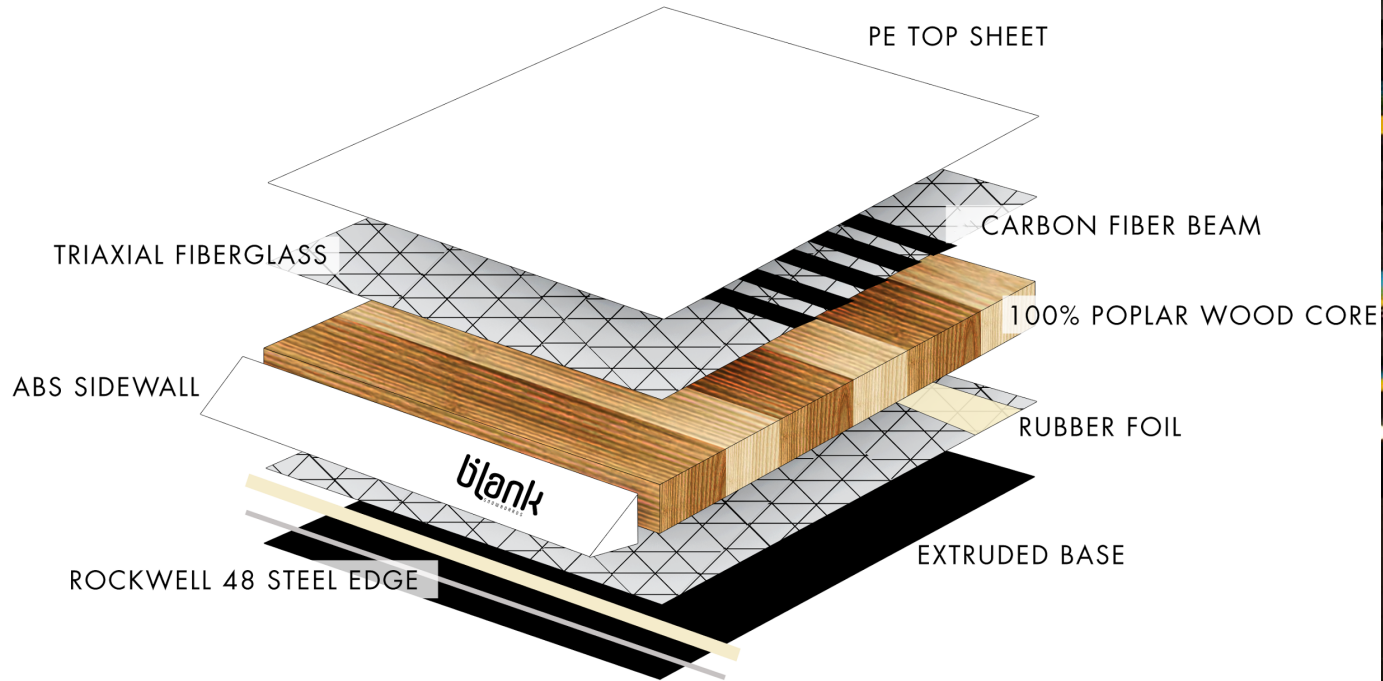 PE TOP SHEET
CARBON FIBER BEAM
TRIAXIAL FIBERGLASS
100% POPLAR WOOD CORE
ABS SIDEWALL
RUBBER FOIL
blank
SNOWBOARDS
EXTRUDED BASE
ROCKWELL 48 STEEL EDGE